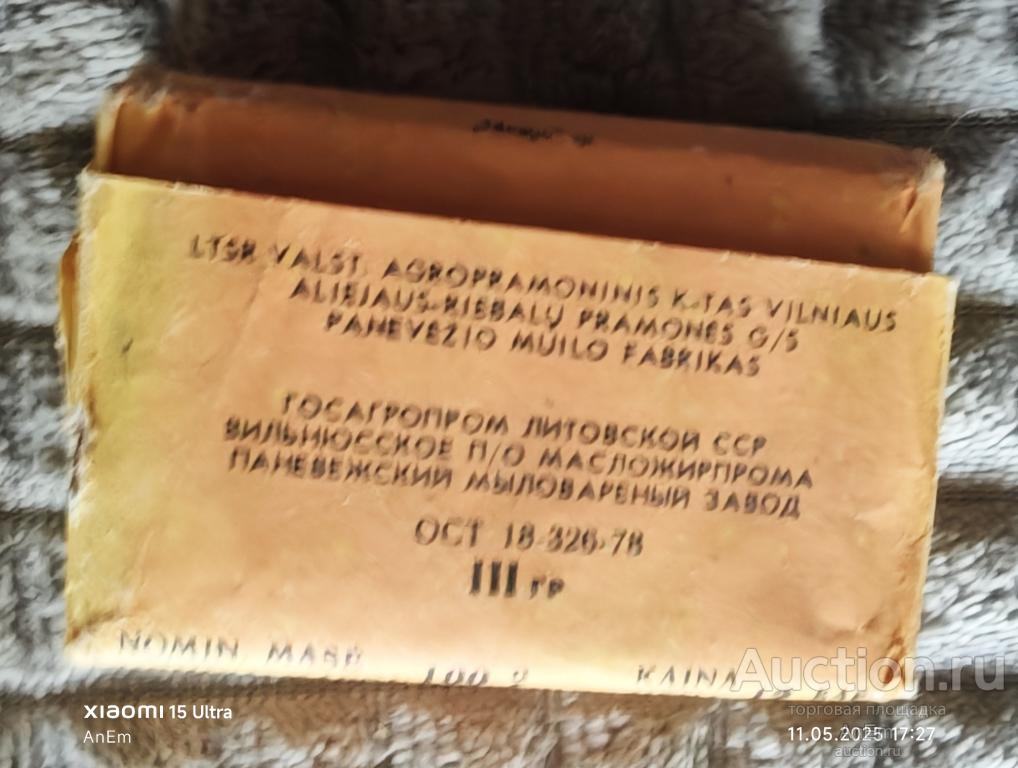 LTSR VALST. AGROPRAMONINIS K-TAS VILNIAUS
ALIEJAUS-RIEBALŲ PRAMONĖS G/S
PANEVĖŽIO MUILO FABRIKAS
ГОСАГРОПРОМ ЛИТОВСКОЙ ССР
ВИЛЬНЮССКОЕ П/О МАСЛОЖИРПРОМА
ПАНЕВЕЖСКИЙ МЫЛОВАРЕНЫЙ ЗАВОД
ОСТ 18-326-78
III ГР
NOMIN MASĖ 100 g KAINA
Auction.ru
торговая площадка
xiaomi 15 Ultra
AnEm
11.05.2025 17:27
auction.ru